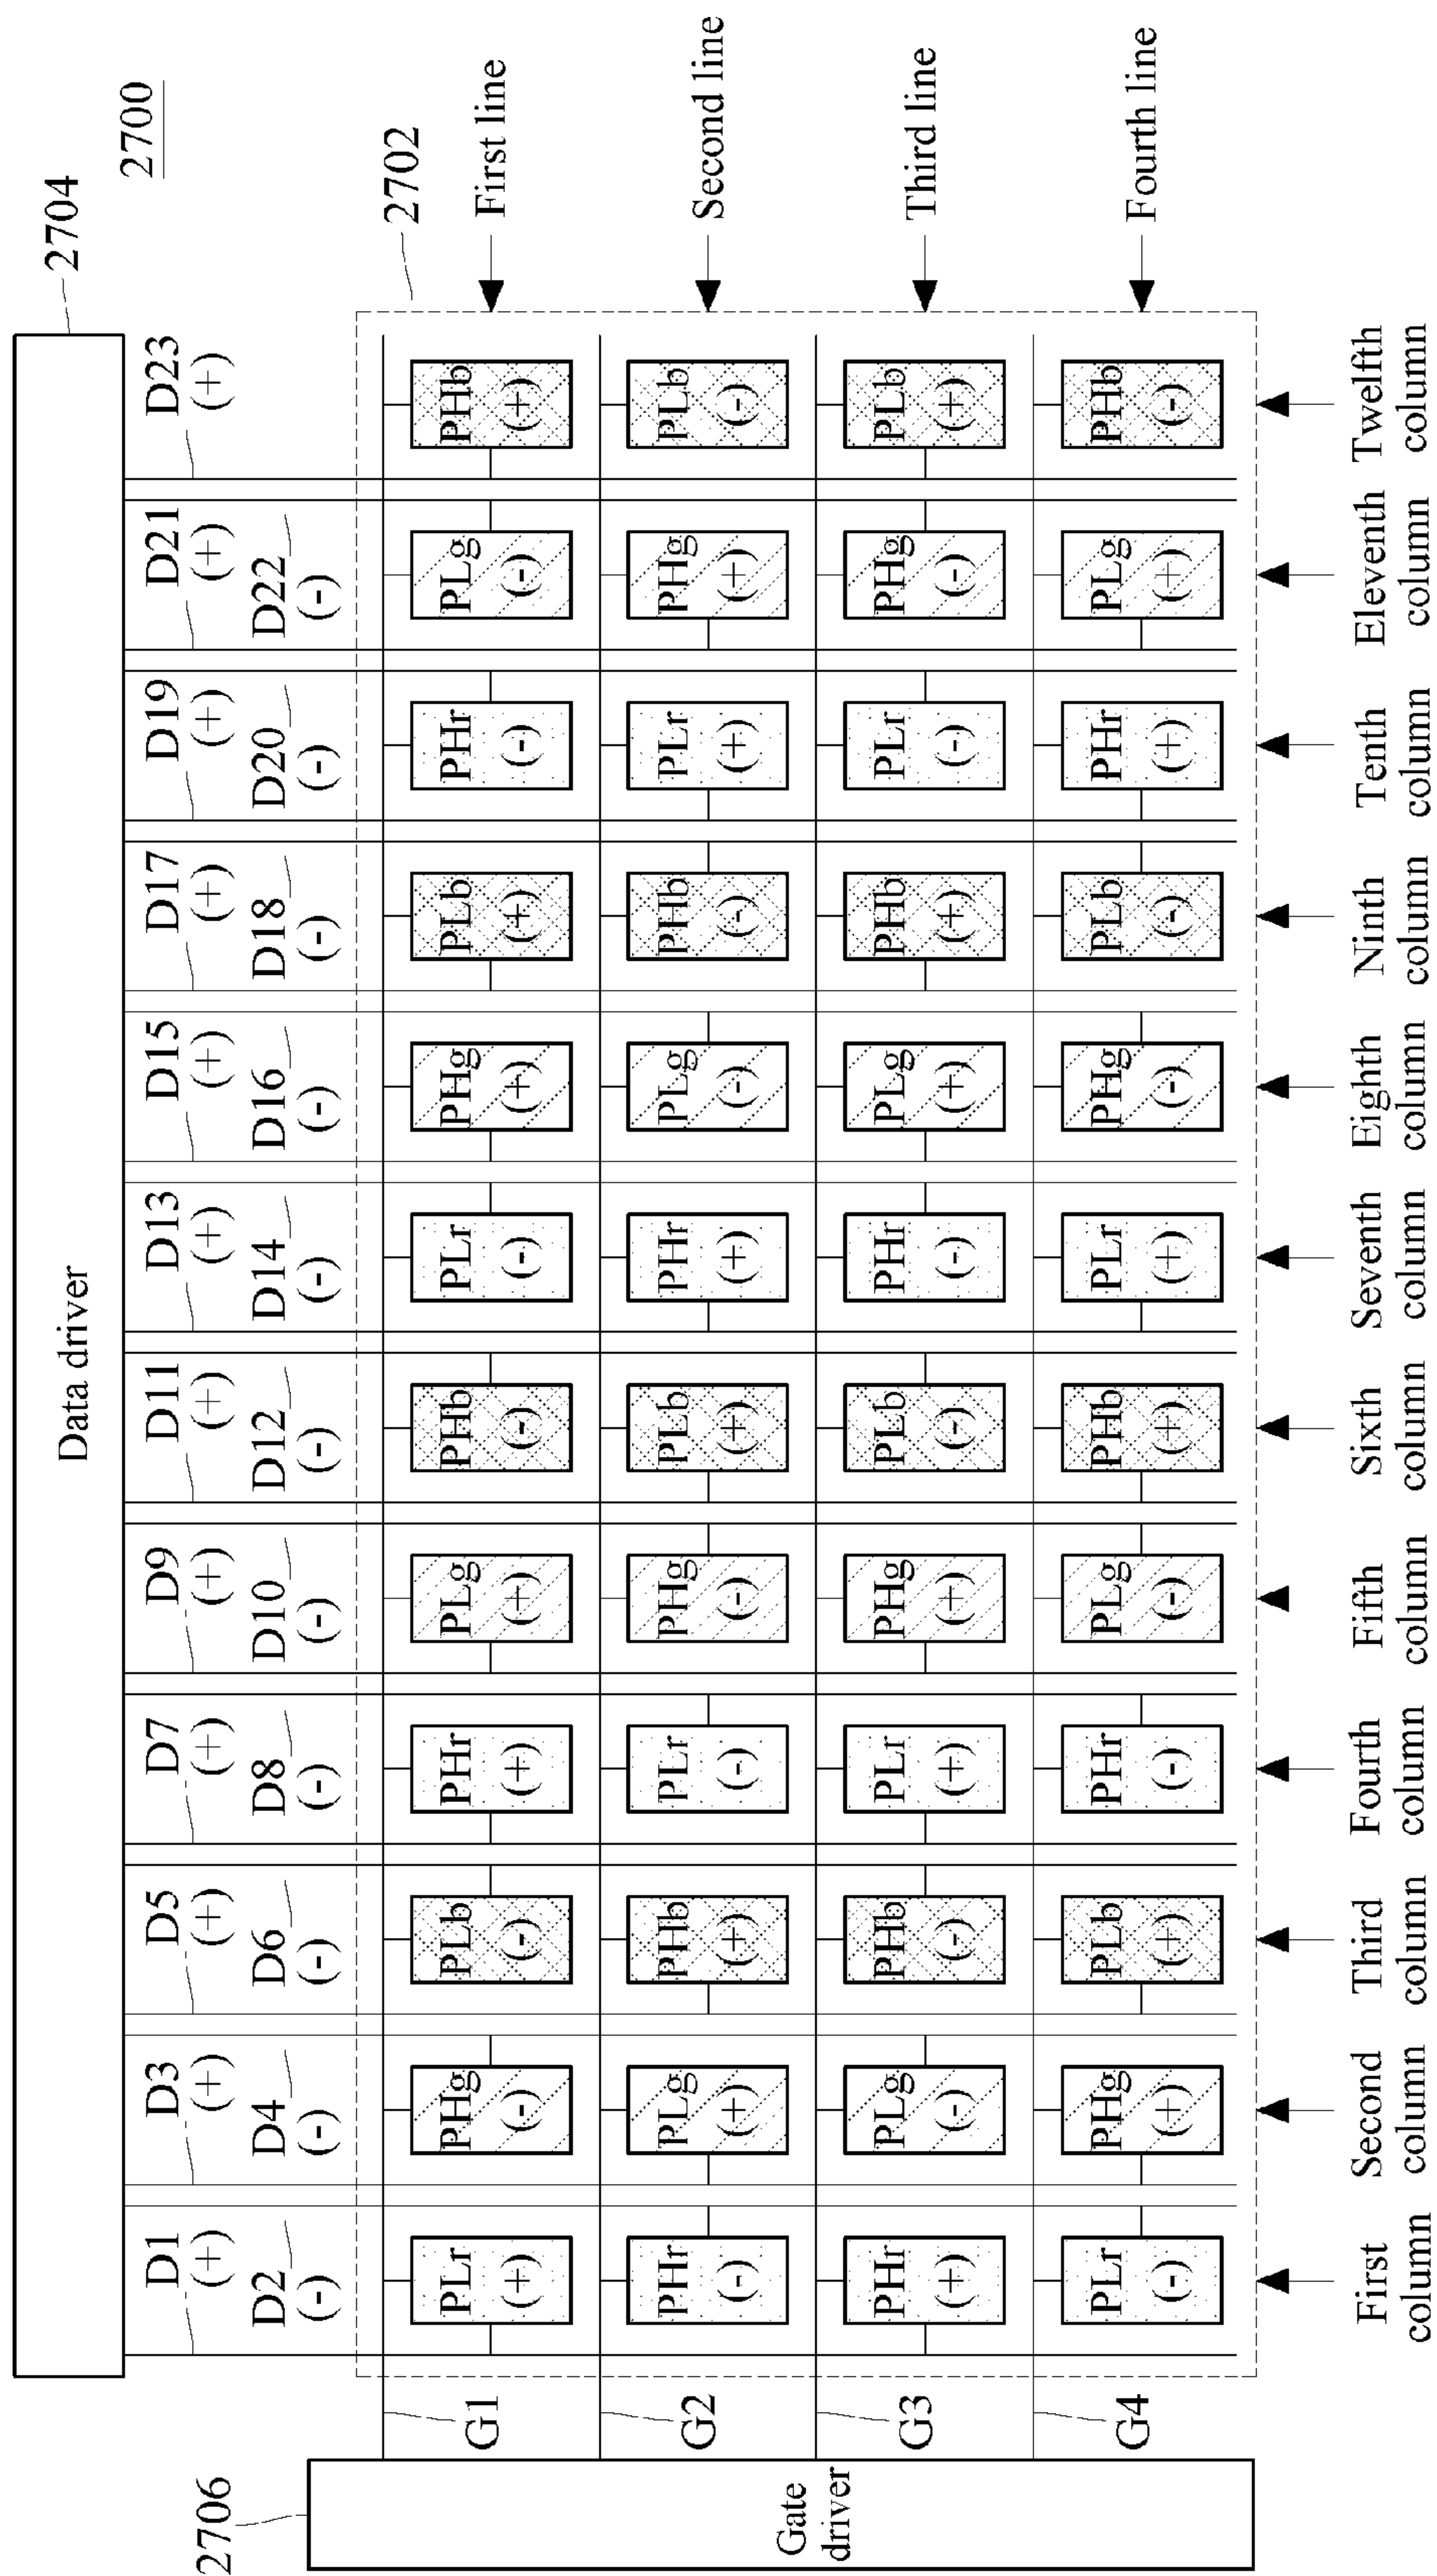 2700
2704
Data driver
D1 D3 D5 D7 D9 D11 D13 D15 D17 D19 D21 D23
(+) (+) (+) (+) (+) (+) (+) (+) (+) (+) (+) (+)
D2 D4 D6 D8 D10 D12 D14 D16 D18 D20 D22
(-) (-) (-) (-) (-) (-) (-) (-) (-) (-) (-)
2706
2702
Gate
driver
G1
PLr PHg PLb PHr PLg PHb PLr PHg PLb PHr PLg PHb
(+) (-) (-) (+) (+) (-) (-) (+) (+) (-) (-) (+)
First line
G2
PHr PLg PHb PLr PHg PLb PHr PLg PHb PLr PHg PLb
(-) (+) (+) (-) (-) (+) (+) (-) (-) (+) (+) (-)
Second line
G3
PHr PLg PHb PLr PHg PLb PHr PLg PHb PLr PHg PLb
(+) (-) (-) (+) (+) (-) (-) (+) (+) (-) (-) (+)
Third line
G4
PLr PHg PLb PHr PLg PHb PLr PHg PLb PHr PLg PHb
(-) (+) (+) (-) (-) (+) (+) (-) (-) (+) (+) (-)
Fourth line
First Second Third Fourth Fifth Sixth Seventh Eighth Ninth Tenth Eleventh Twelfth
column column column column column column column column column column column column